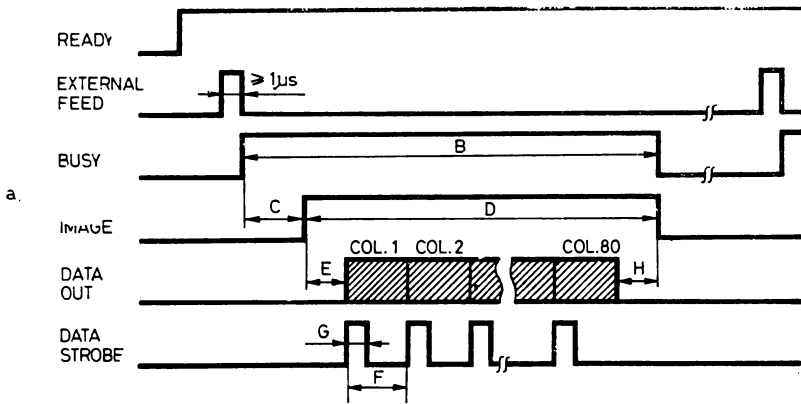 READY
EXTERNAL
FEED
≥ 1µs
BUSY
B
a.
IMAGE
C
D
COL. 1 COL. 2 COL. 80
DATA
OUT
E
H
DATA
STROBE
G
F